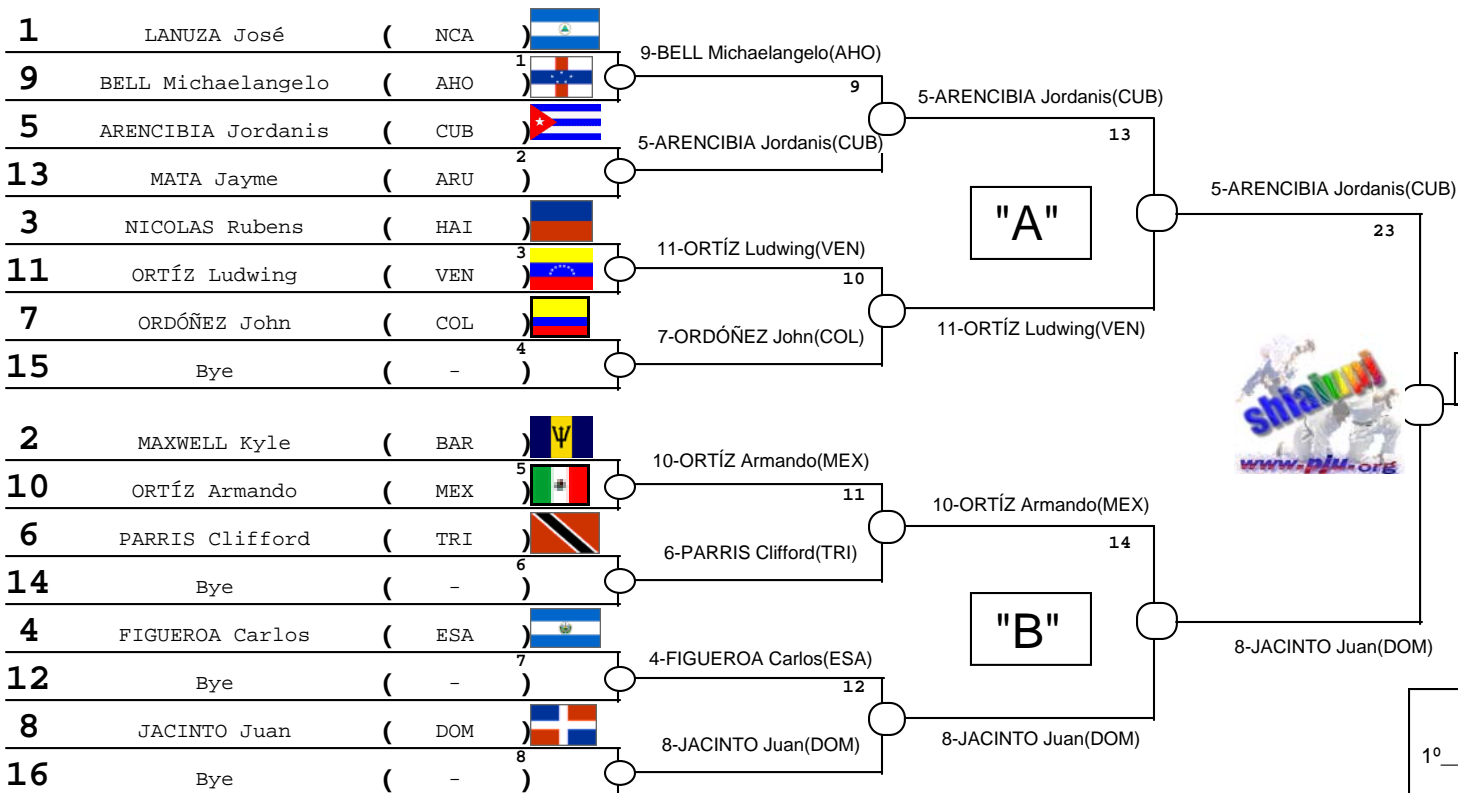 1 LANUZA José ( NCA )
1
9 BELL Michaelangelo ( AHO )
5 ARENCIBIA Jordanis ( CUB )
2
13 MATA Jayme ( ARU )
3 NICOLAS Rubens ( HAI )
3
11 ORTÍZ Ludwing ( VEN )
7 ORDÓÑEZ John ( COL )
4
15 Bye ( - )
2 MAXWELL Kyle ( BAR )
5
10 ORTÍZ Armando ( MEX )
6 PARRIS Clifford ( TRI )
6
14 Bye ( - )
4 FIGUEROA Carlos ( ESA )
7
12 Bye ( - )
8 JACINTO Juan ( DOM )
8
16 Bye ( - )
9-BELL Michaelangelo(AHO)
9
5-ARENCIBIA Jordanis(CUB)
11-ORTÍZ Ludwing(VEN)
10
7-ORDÓÑEZ John(COL)
10-ORTÍZ Armando(MEX)
11
6-PARRIS Clifford(TRI)
4-FIGUEROA Carlos(ESA)
12
8-JACINTO Juan(DOM)
5-ARENCIBIA Jordanis(CUB)
13
"A"
11-ORTÍZ Ludwing(VEN)
10-ORTÍZ Armando(MEX)
14
"B"
8-JACINTO Juan(DOM)
5-ARENCIBIA Jordanis(CUB)
23
shiaiwpi
www.pju.org
8-JACINTO Juan(DOM)
1º__